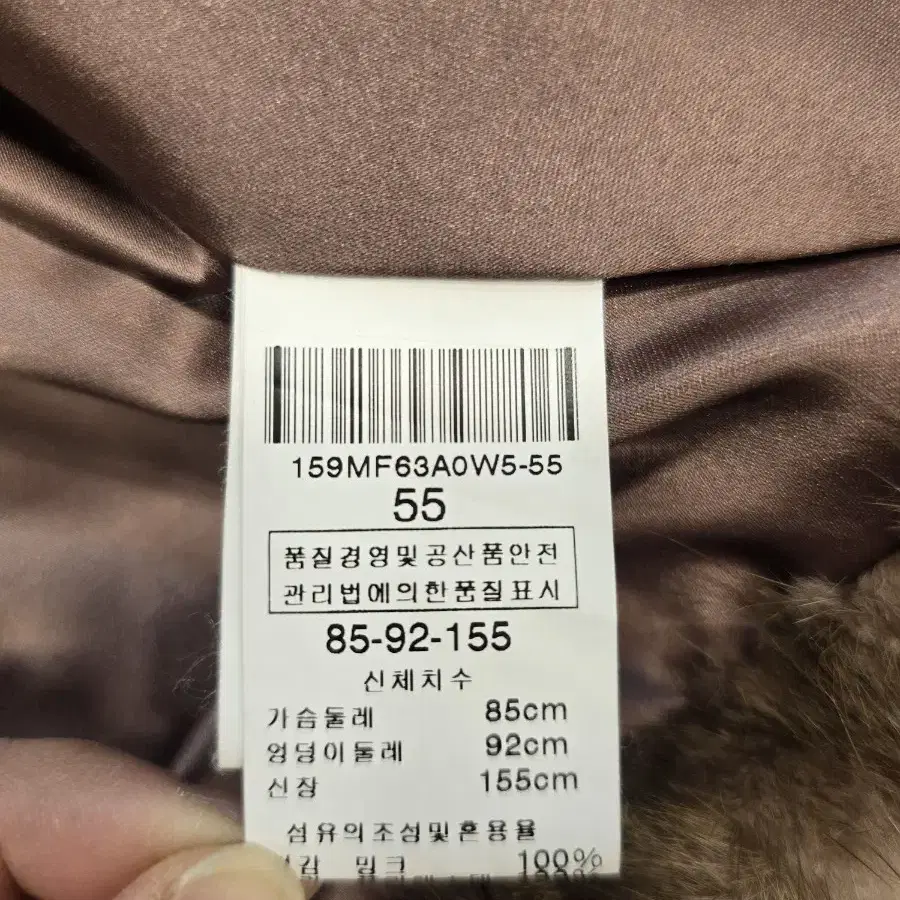 159MF63A0W5-55
55
품질경영및공산품안전
관리법에의한품질표시
85-92-155
신체치수
가슴둘레 85cm
엉덩이둘레 92cm
신장 155cm
섬유의조성및혼용율
밍크 100%